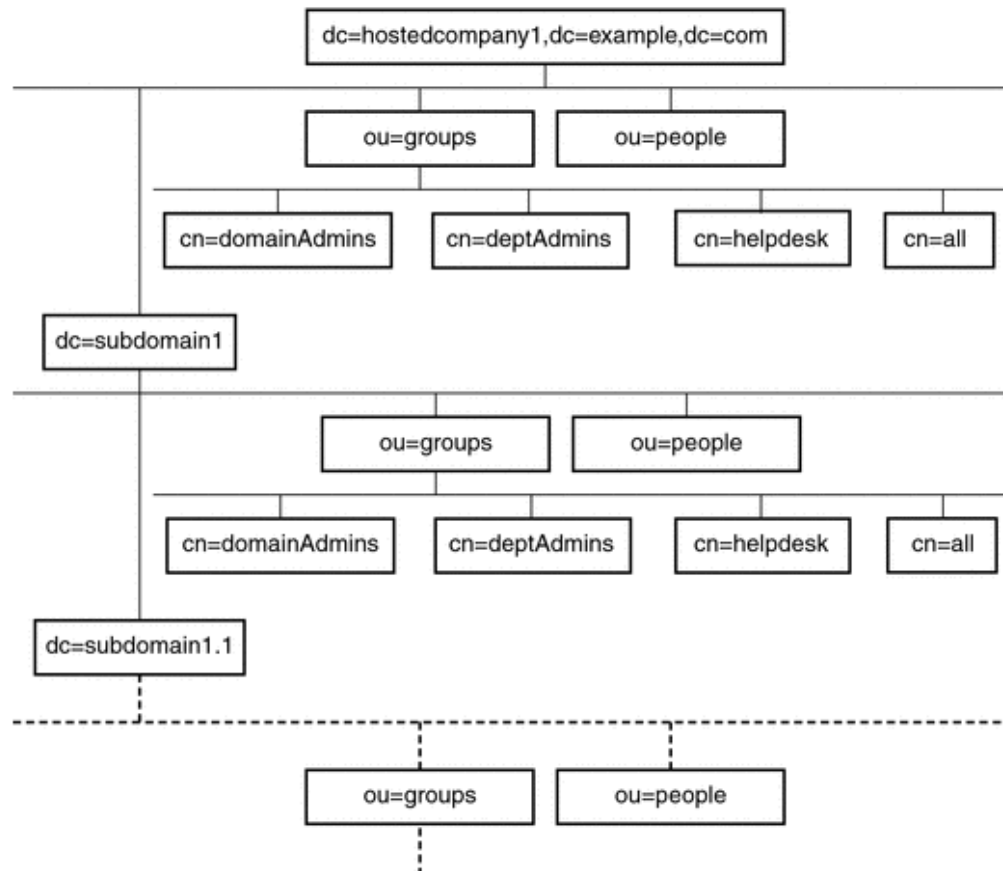 dc=hostedcompany1,dc=example,dc=com
ou=groups
ou=people
cn=domainAdmins
cn=deptAdmins
cn=helpdesk
cn=all
dc=subdomain1
ou=groups
ou=people
cn=domainAdmins
cn=deptAdmins
cn=helpdesk
cn=all
dc=subdomain1.1
ou=groups
ou=people